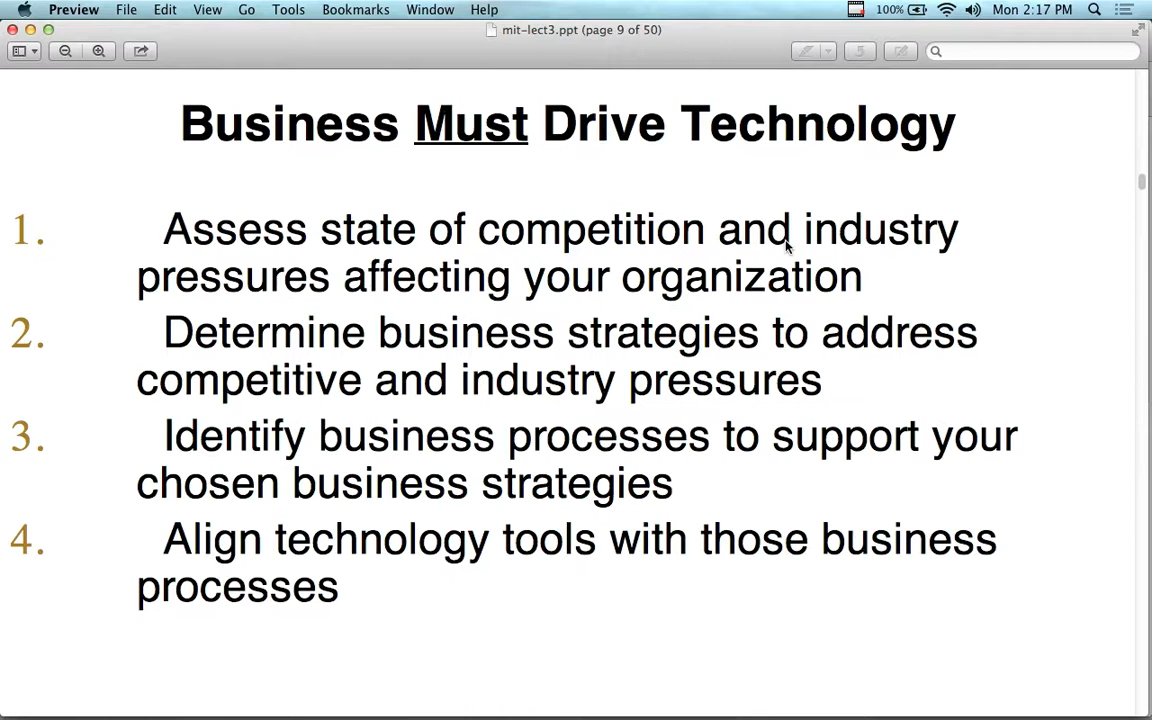 Preview File Edit View Go Tools Bookmarks Window Help 100% Mon 2:17 PM
mit-lect3.ppt (page 9 of 50)
Business Must Drive Technology
1. Assess state of competition and industry
pressures affecting your organization
2. Determine business strategies to address
competitive and industry pressures
3. Identify business processes to support your
chosen business strategies
4. Align technology tools with those business
processes